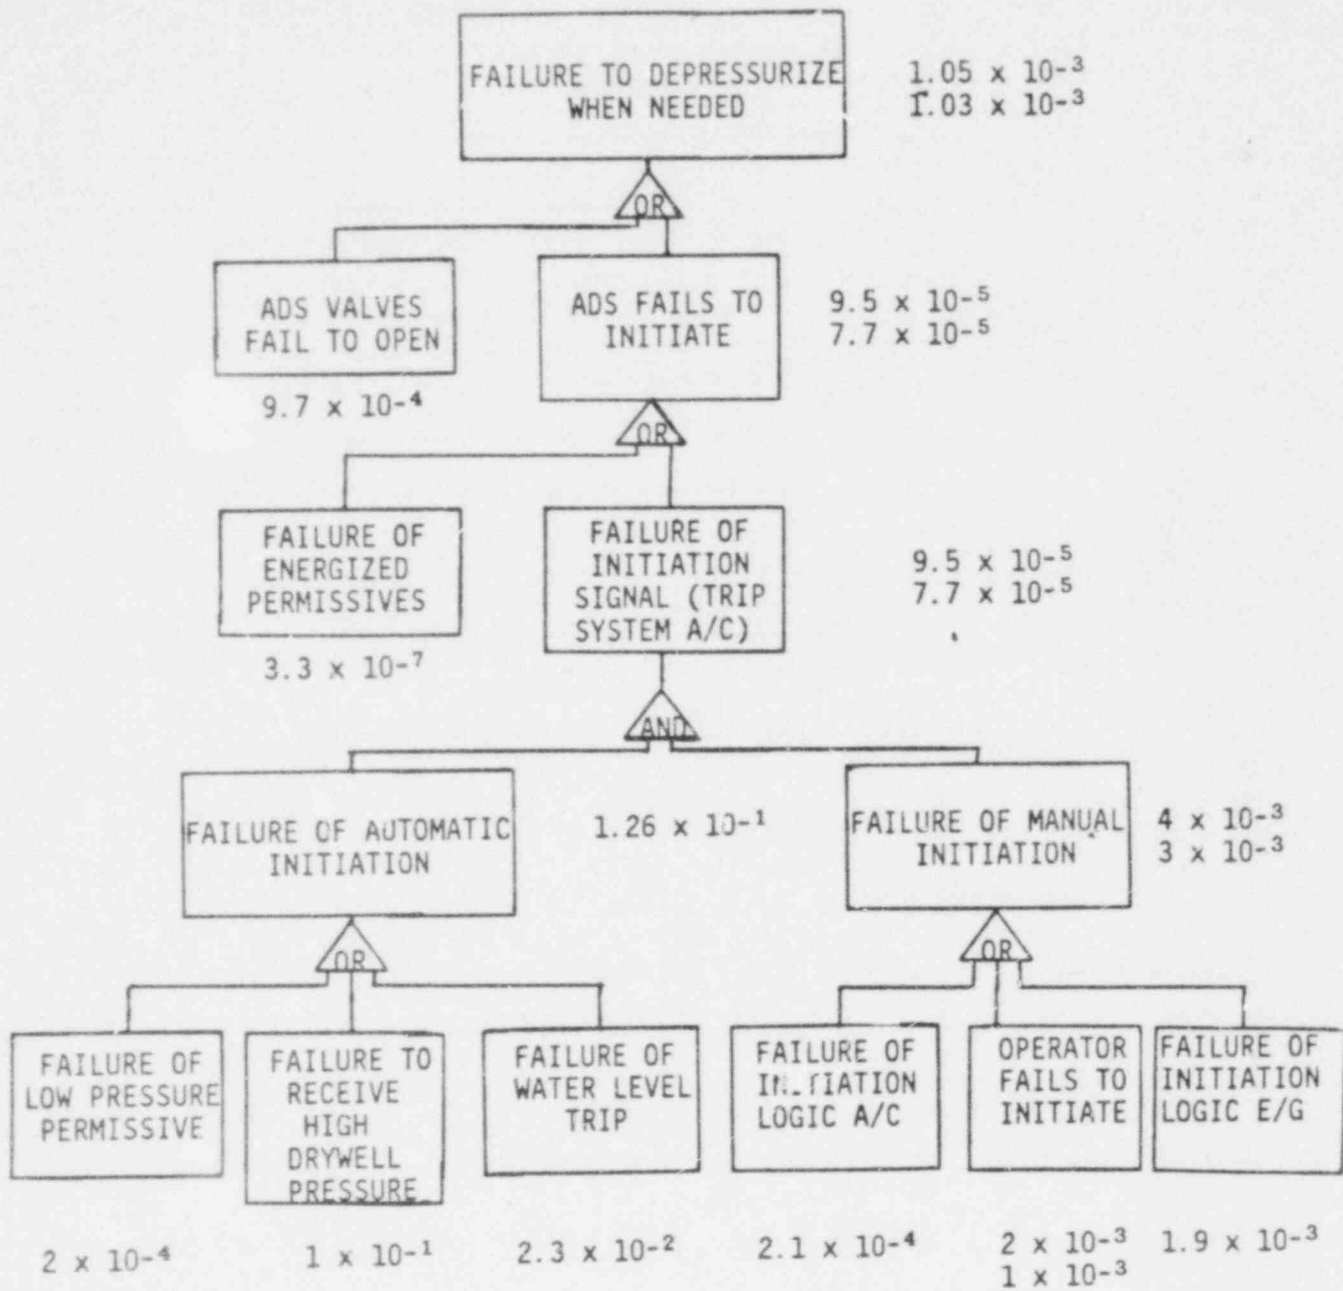 FAILURE TO DEPRESSURIZE
WHEN NEEDED
1.05 x 10-3
1.03 x 10-3
OR
ADS VALVES
FAIL TO OPEN
9.7 x 10-4
ADS FAILS TO
INITIATE
9.5 x 10-5
7.7 x 10-5
OR
FAILURE OF
ENERGIZED
PERMISSIVES
3.3 x 10-7
FAILURE OF
INITIATION
SIGNAL (TRIP
SYSTEM A/C)
9.5 x 10-5
7.7 x 10-5
AND
FAILURE OF AUTOMATIC
INITIATION
1.26 x 10-1
FAILURE OF MANUAL
INITIATION
4 x 10-3
3 x 10-3
OR
OR
FAILURE OF
LOW PRESSURE
PERMISSIVE
2 x 10-4
FAILURE TO
RECEIVE
HIGH
DRYWELL
PRESSURE
1 x 10-1
FAILURE OF
WATER LEVEL
TRIP
2.3 x 10-2
FAILURE OF
INITIATION
LOGIC A/C
2.1 x 10-4
OPERATOR
FAILS TO
INITIATE
2 x 10-3
1 x 10-3
FAILURE OF
INITIATION
LOGIC E/G
1.9 x 10-3